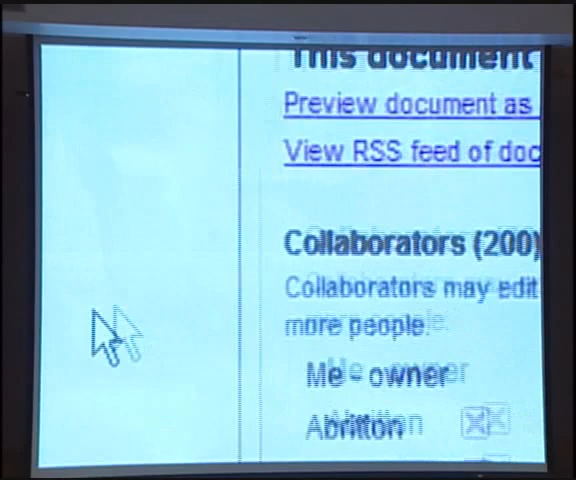 This document
Preview document as
View RSS feed of doc
Collaborators (200)
Collaborators may edit
more people.
Me - owner
Abritton